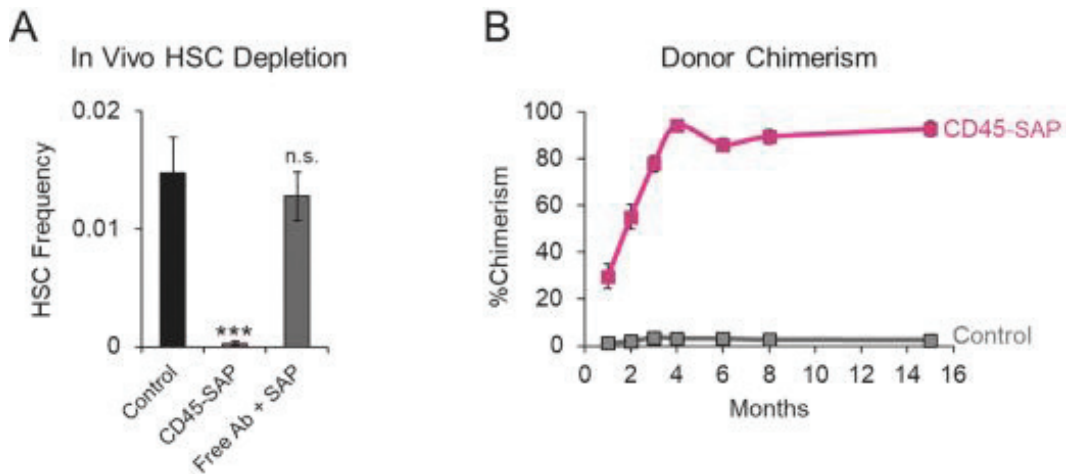 A
In Vivo HSC Depletion
0.02
0.01
0
HSC Frequency
n.s.
***
Control
CD45-SAP
Free Ab + SAP
B
Donor Chimerism
100
80
60
40
20
0
%Chimerism
CD45-SAP
Control
0 2 4 6 8 10 12 14 16
Months